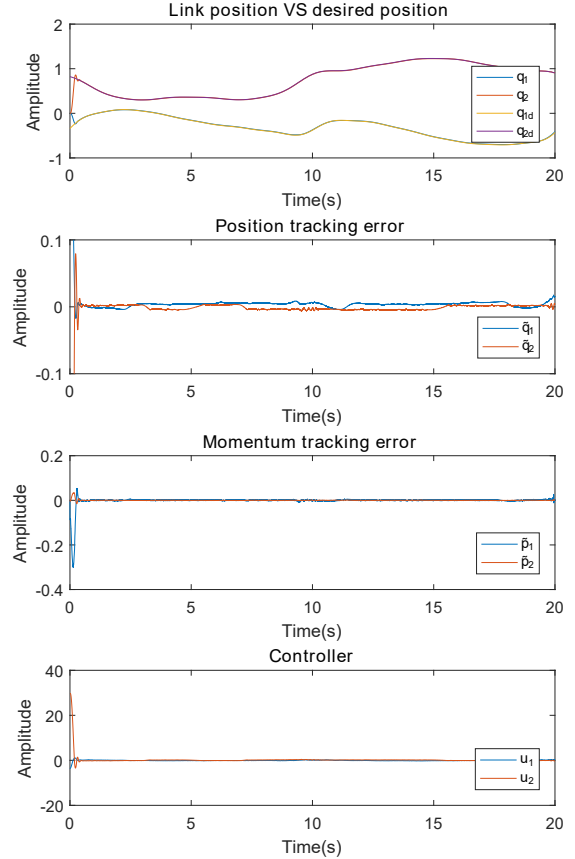 Link position VS desired position
2
1
0
-1
Amplitude
q1
q2
q1d
q2d
0 5 10 15 20
Time(s)
Position tracking error
0.1
0
-0.1
Amplitude
q̃1
q̃2
0 5 10 15 20
Time(s)
Momentum tracking error
0.2
0
-0.2
-0.4
Amplitude
p̃1
p̃2
0 5 10 15 20
Time(s)
Controller
40
20
0
-20
Amplitude
u1
u2
0 5 10 15 20
Time(s)